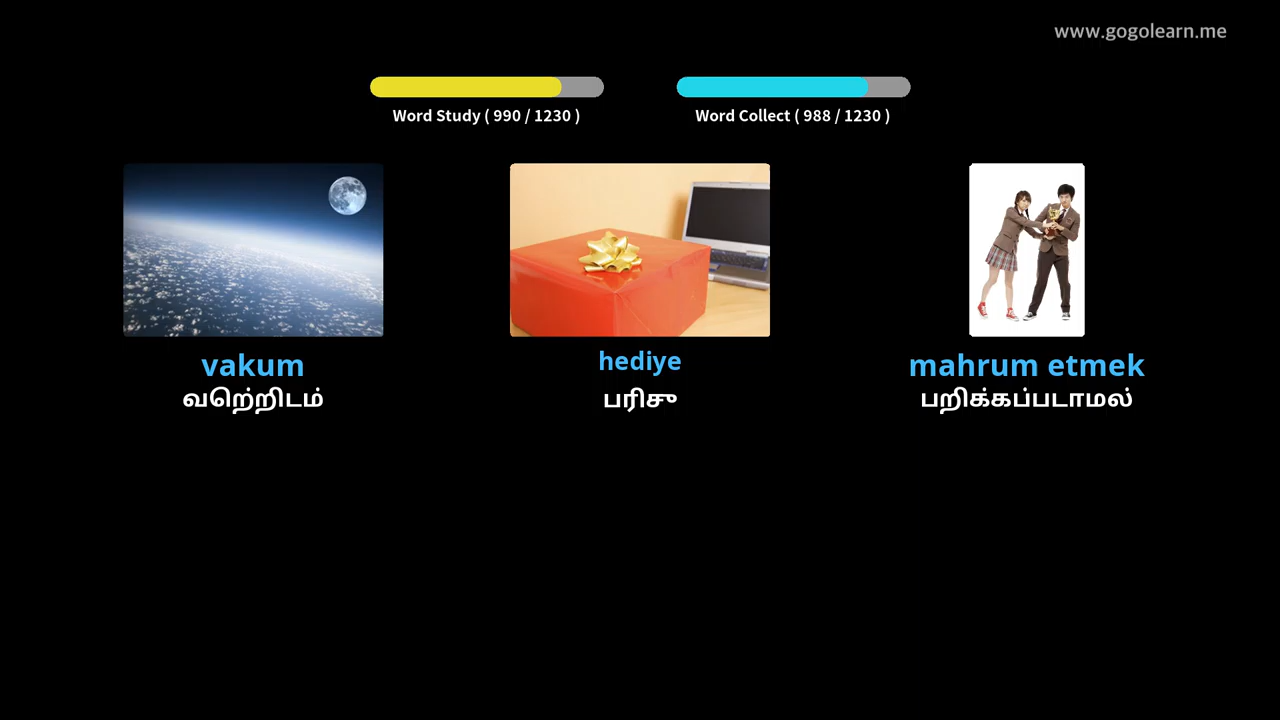 www.gogolearn.me
Word Study ( 990 / 1230 )
Word Collect ( 988 / 1230 )
vakum
வற்றிடம்
hediye
பரிசு
mahrum etmek
பறிக்கப்படாமல்